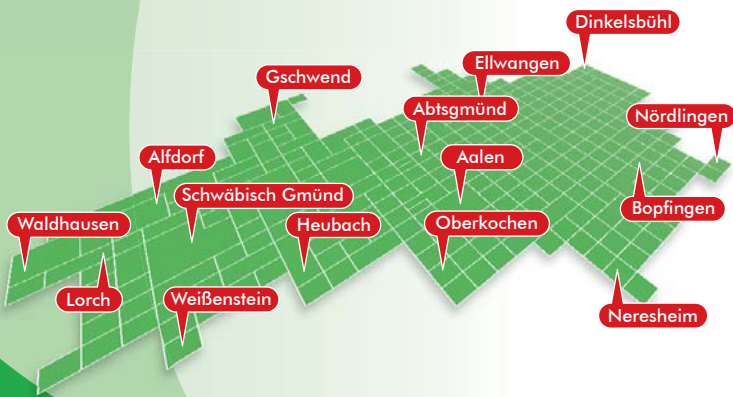 Dinkelsbühl
Ellwangen
Gschwend
Abtsgmünd
Nördlingen
Alfdorf
Aalen
Schwäbisch Gmünd
Waldhausen
Heubach
Oberkochen
Bopfingen
Lorch
Weißenstein
Neresheim